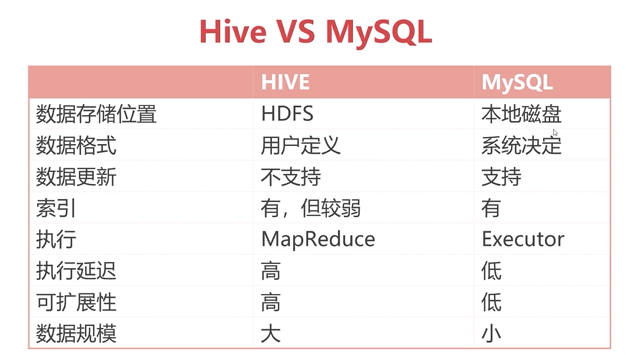 Hive VS MySQL
HIVE MySQL
数据存储位置 HDFS 本地磁盘
数据格式 用户定义 系统决定
数据更新 不支持 支持
索引 有，但较弱 有
执行 MapReduce Executor
执行延迟 高 低
可扩展性 高 低
数据规模 大 小